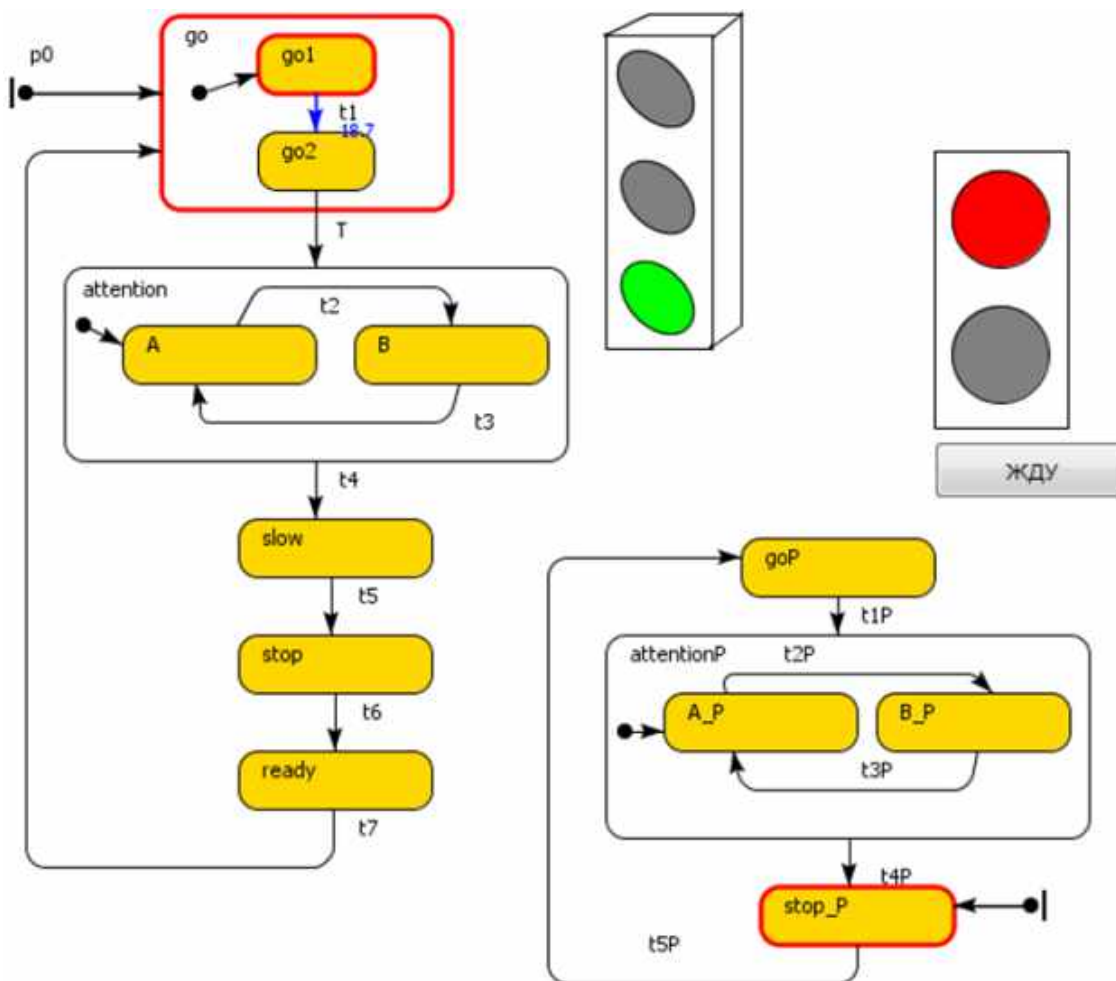 p0
go
go1
t1
18.7
go2
T
attention
t2
A
B
t3
t4
slow
t5
stop
t6
ready
t7
ЖДУ
goP
t1P
attentionP
t2P
A_P
B_P
t3P
t4P
stop_P
t5P